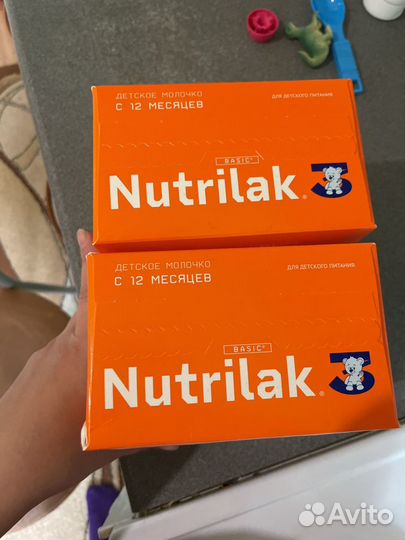 ДЕТСКОЕ МОЛОЧКО
С 12 МЕСЯЦЕВ
ДЛЯ ДЕТСКОГО ПИТАНИЯ
BASIC®
Nutrilak® 3
ДЕТСКОЕ МОЛОЧКО
С 12 МЕСЯЦЕВ
ДЛЯ ДЕТСКОГО ПИТАНИЯ
BASIC®
Nutrilak® 3
Avito